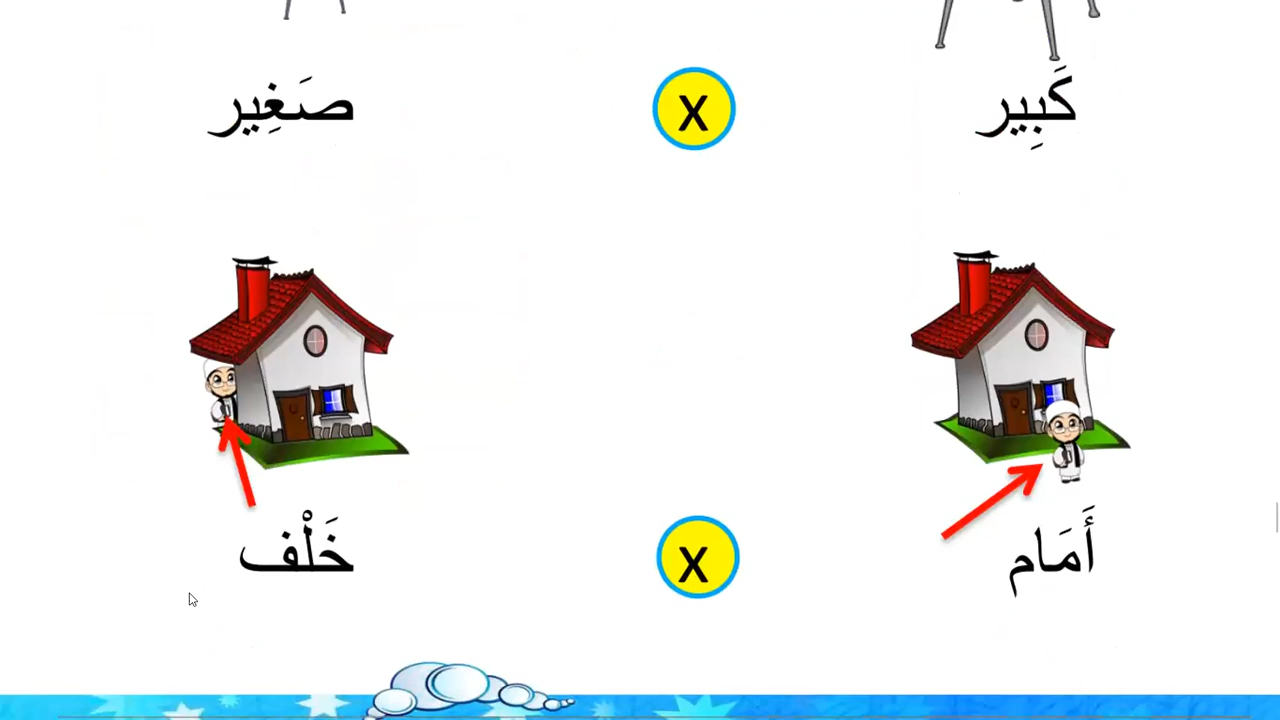 كَبِير x صَغِير
أَمَام x خَلْف